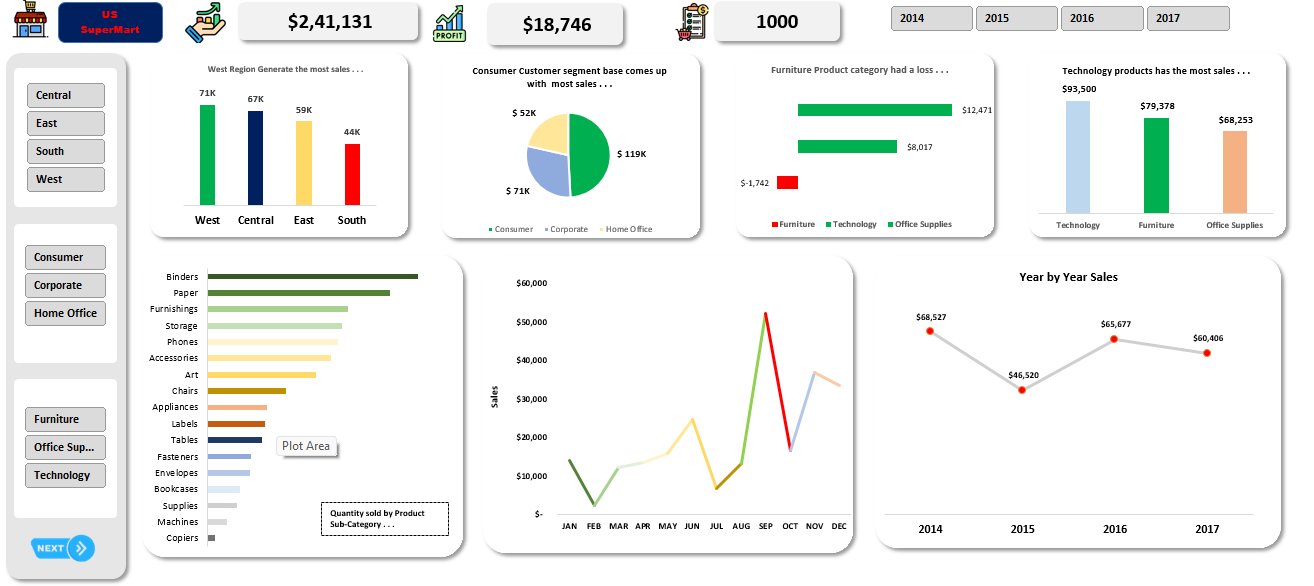 US
SuperMart
$2,41,131
PROFIT
$18,746
1000
2014
2015
2016
2017
Central
East
South
West
Consumer
Corporate
Home Office
Furniture
Office Sup...
Technology
NEXT
West Region Generate the most sales . . .
71K
67K
59K
44K
West
Central
East
South
Consumer Customer segment base comes up
with most sales . . .
$ 52K
$ 119K
$ 71K
Consumer
Corporate
Home Office
Furniture Product category had a loss . . .
$12,471
$8,017
$-1,742
Furniture
Technology
Office Supplies
Technology products has the most sales . . .
$93,500
$79,378
$68,253
Technology
Furniture
Office Supplies
Binders
Paper
Furnishings
Storage
Phones
Accessories
Art
Chairs
Appliances
Labels
Tables
Fasteners
Envelopes
Bookcases
Supplies
Machines
Copiers
Plot Area
Quantity sold by Product
Sub-Category . . .
$60,000
$50,000
$40,000
$30,000
$20,000
$10,000
$-
Sales
JAN
FEB
MAR
APR
MAY
JUN
JUL
AUG
SEP
OCT
NOV
DEC
Year by Year Sales
$68,527
$46,520
$65,677
$60,406
2014
2015
2016
2017